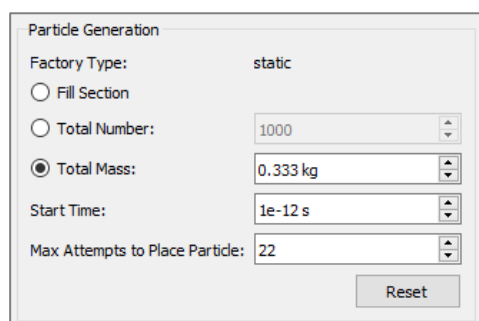 Particle Generation
Factory Type: static
Fill Section
Total Number: 1000
Total Mass: 0.333 kg
Start Time: 1e-12 s
Max Attempts to Place Particle: 22
Reset